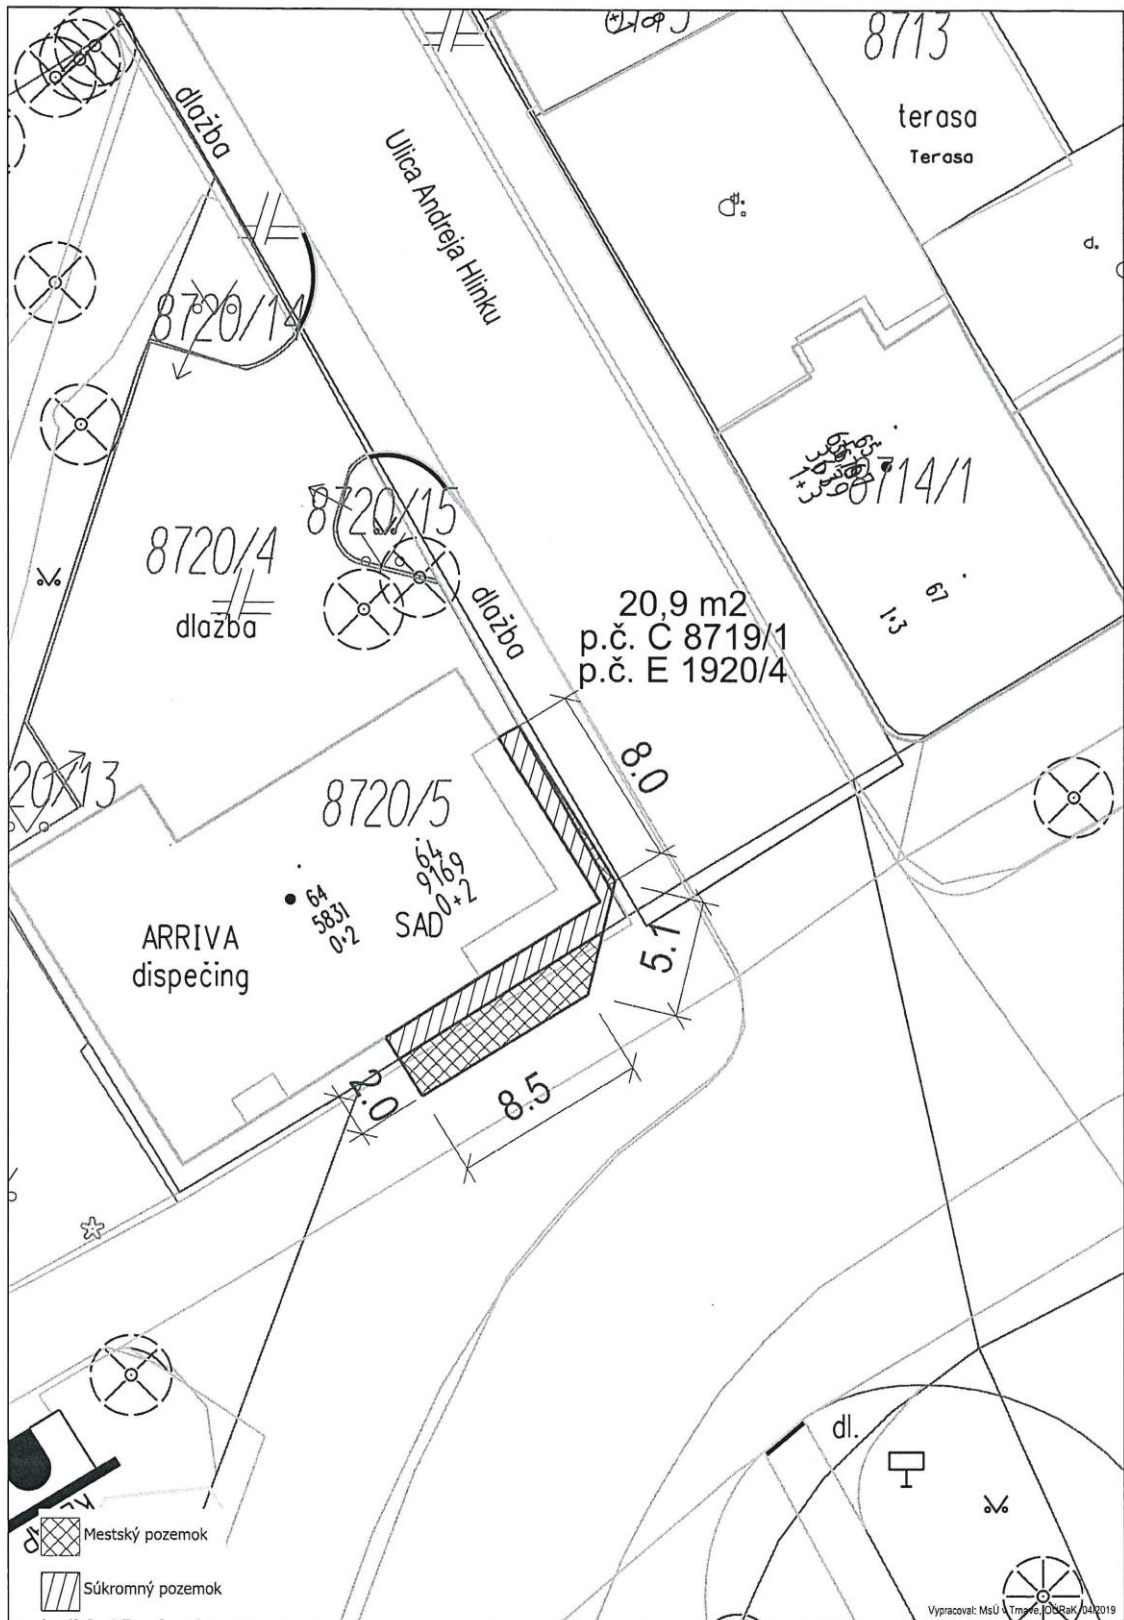 8713
terasa
Terasa
dlažba
Ulica Andreja Hlinku
d.
8720/14
8714/1
8720/15
8720/4
dlažba
dlažba
67
1+3
20,9 m2
p.č. C 8719/1
p.č. E 1920/4
8.0
20/13
8720/5
64
9169
0+2
64
5831
0+2
SAD
ARRIVA
dispečing
5.1
2.0
8.5
dl.
Mestský pozemok
Súkromný pozemok
Vypracoval: MsÚ v Trnave, OÚRaK, 04/2019